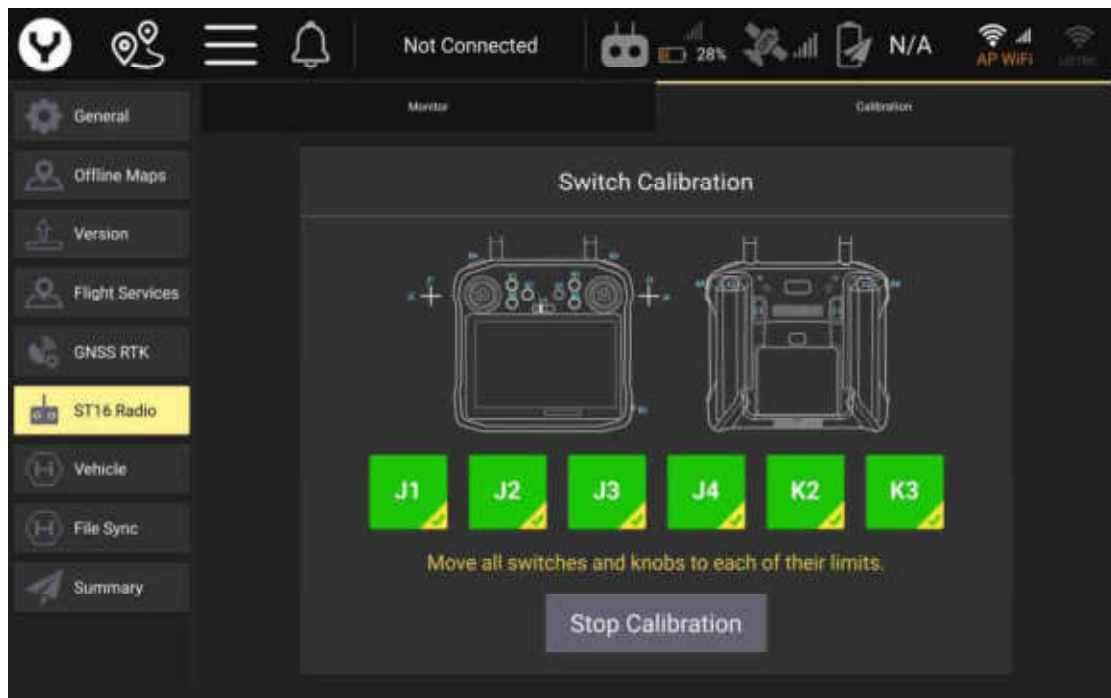 Not Connected
28%
N/A
AP WiFi
Monitor
Calibration
General
Offline Maps
Version
Flight Services
GNSS RTK
ST16 Radio
Vehicle
File Sync
Summary
Switch Calibration
J1 J2 J3 J4 K2 K3
Move all switches and knobs to each of their limits.
Stop Calibration